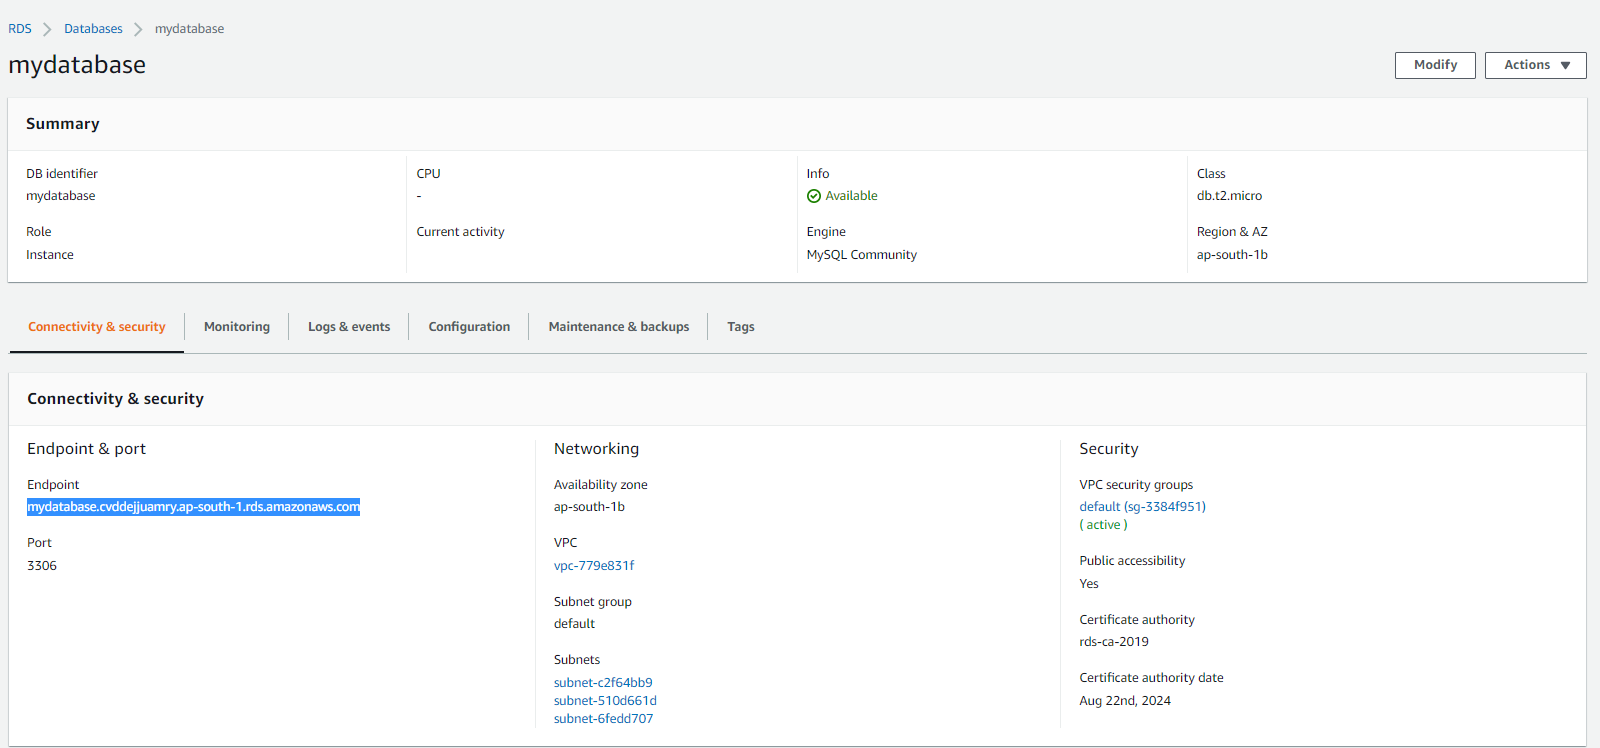 RDS > Databases > mydatabase
mydatabase
Modify
Actions
Summary
DB identifier
mydatabase
Role
Instance
CPU
-
Current activity
Info
Available
Engine
MySQL Community
Class
db.t2.micro
Region & AZ
ap-south-1b
Connectivity & security
Monitoring
Logs & events
Configuration
Maintenance & backups
Tags
Connectivity & security
Endpoint & port
Endpoint
mydatabase.cvddejjuamry.ap-south-1.rds.amazonaws.com
Port
3306
Networking
Availability zone
ap-south-1b
VPC
vpc-779e831f
Subnet group
default
Subnets
subnet-c2f64bb9
subnet-510d661d
subnet-6fedd707
Security
VPC security groups
default (sg-3384f951)
( active )
Public accessibility
Yes
Certificate authority
rds-ca-2019
Certificate authority date
Aug 22nd, 2024